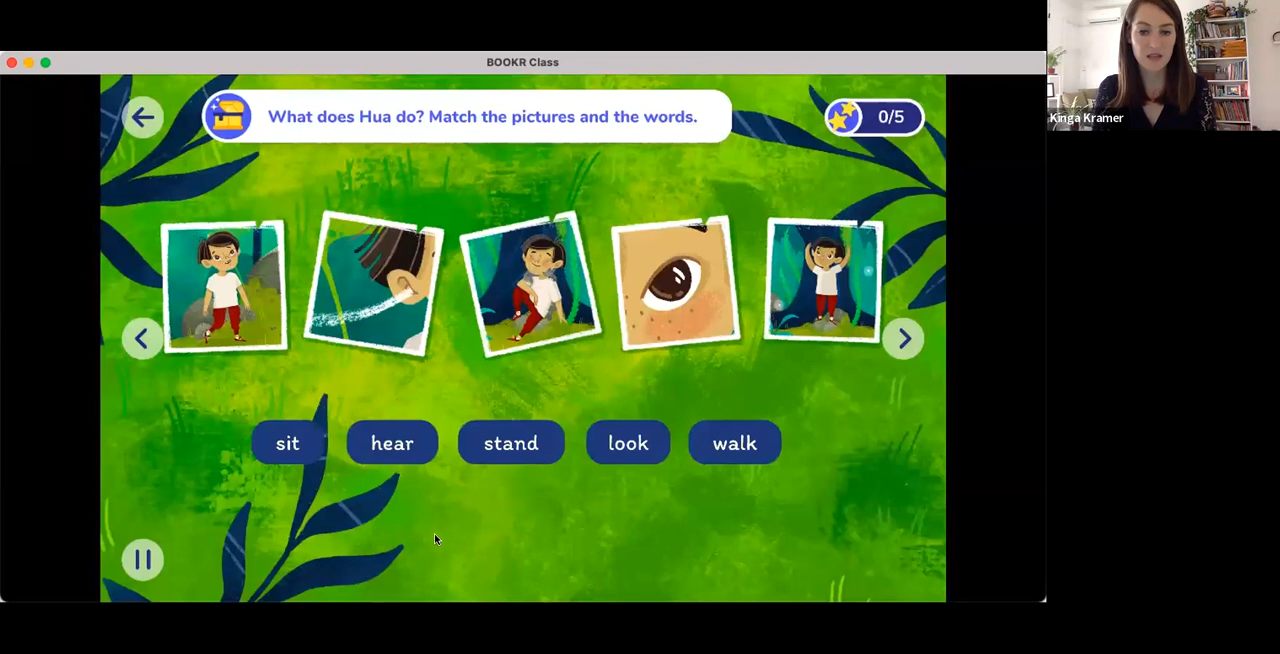 BOOKR Class
What does Hua do? Match the pictures and the words.
0/5
Kinga Kramer
sit
hear
stand
look
walk